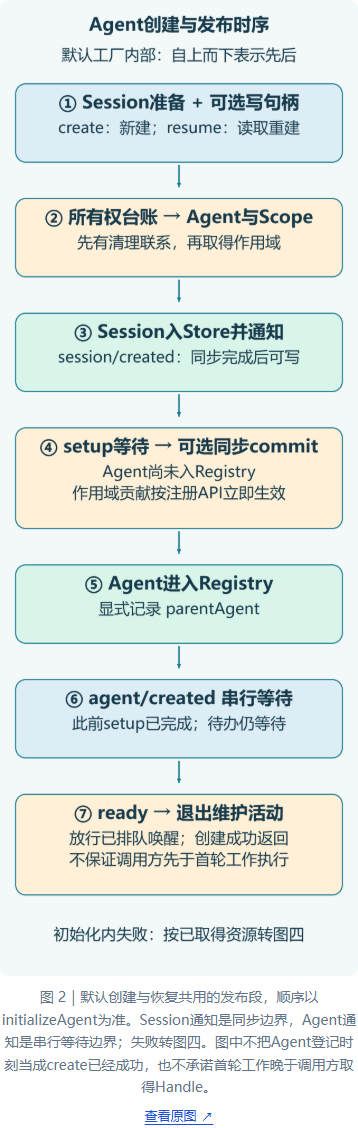 Agent创建与发布时序
默认工厂内部：自上而下表示先后
① Session准备 + 可选写句柄
create：新建；resume：读取重建
② 所有权台账 → Agent与Scope
先有清理联系，再取得作用域
③ Session入Store并通知
session/created：同步完成后可写
④ setup等待 → 可选同步commit
Agent尚未入Registry
作用域贡献按注册API立即生效
⑤ Agent进入Registry
显式记录 parentAgent
⑥ agent/created 串行等待
此前setup已完成；待办仍等待
⑦ ready → 退出维护活动
放行已排队唤醒；创建成功返回
不保证调用方先于首轮工作执行
初始化内失败：按已取得资源转图四
图 2 | 默认创建与恢复共用的发布段，顺序以
initializeAgent为准。Session通知是同步边界，Agent通
知是串行等待边界；失败转图四。图中不把Agent登记时
刻当成create已经成功，也不承诺首轮工作晚于调用方取
得Handle。
查看原图 ↗